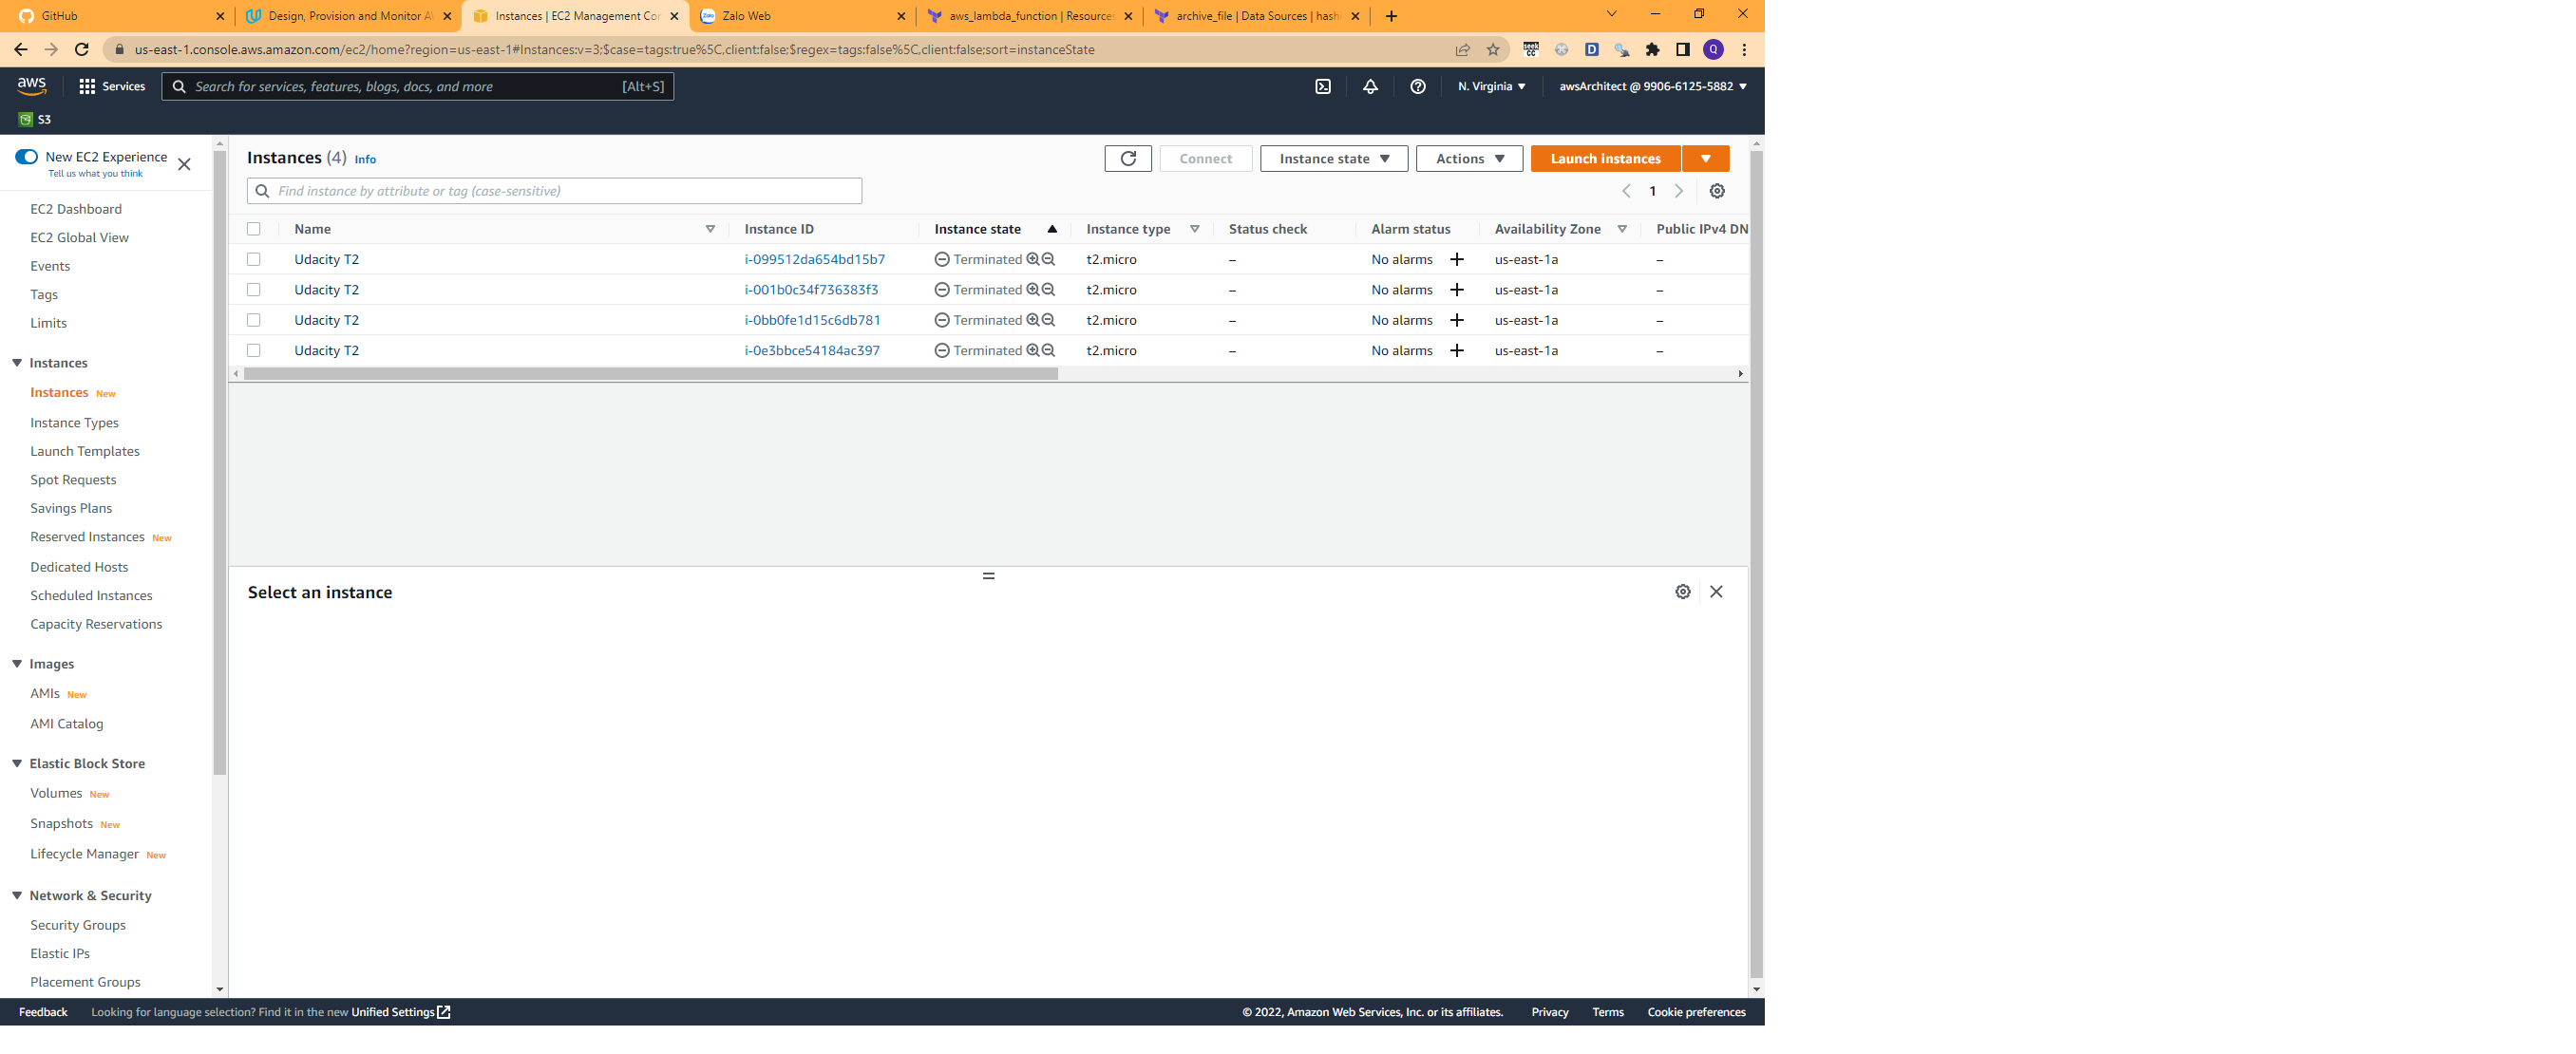 GitHub
Design, Provision and Monitor A
Instances | EC2 Management Co
Zalo Web
aws_lambda_function | Resource
archive_file | Data Sources | hash
us-east-1.console.aws.amazon.com/ec2/home?region=us-east-1#Instances:v=3;$case=tags:true%5C,client:false;$regex=tags:false%5C,client:false;sort=instanceState
aws
Services
Search for services, features, blogs, docs, and more
[Alt+S]
N. Virginia
awsArchitect @ 9906-6125-5882
S3
New EC2 Experience
Tell us what you think
EC2 Dashboard
EC2 Global View
Events
Tags
Limits
Instances
Instances New
Instance Types
Launch Templates
Spot Requests
Savings Plans
Reserved Instances New
Dedicated Hosts
Scheduled Instances
Capacity Reservations
Images
AMIs New
AMI Catalog
Elastic Block Store
Volumes New
Snapshots New
Lifecycle Manager New
Network & Security
Security Groups
Elastic IPs
Placement Groups
Instances (4) Info
Connect
Instance state
Actions
Launch instances
Find instance by attribute or tag (case-sensitive)
1
Name Instance ID Instance state Instance type Status check Alarm status Availability Zone Public IPv4 DN
Udacity T2 i-099512da654bd15b7 Terminated t2.micro – No alarms + us-east-1a –
Udacity T2 i-001b0c34f736383f3 Terminated t2.micro – No alarms + us-east-1a –
Udacity T2 i-0bb0fe1d15c6db781 Terminated t2.micro – No alarms + us-east-1a –
Udacity T2 i-0e3bbce54184ac397 Terminated t2.micro – No alarms + us-east-1a –
Select an instance
Feedback
Looking for language selection? Find it in the new Unified Settings
© 2022, Amazon Web Services, Inc. or its affiliates.
Privacy
Terms
Cookie preferences